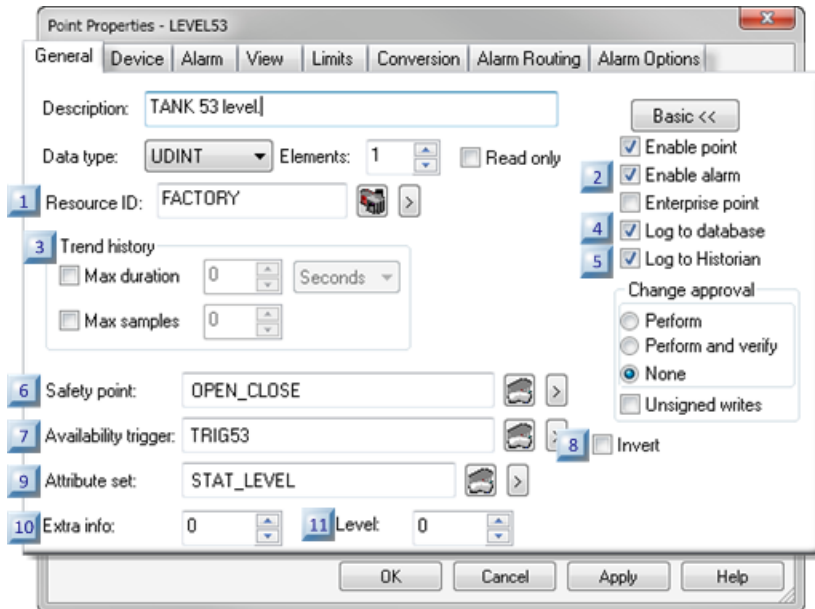 Point Properties - LEVEL53
General Device Alarm View Limits Conversion Alarm Routing Alarm Options
Description: TANK 53 level.
Basic <<
Data type: UDINT Elements: 1 Read only
Enable point
1 Resource ID: FACTORY >
2 Enable alarm
Enterprise point
3 Trend history
4 Log to database
Max duration 0 Seconds
5 Log to Historian
Max samples 0
Change approval
Perform
Perform and verify
None
6 Safety point: OPEN_CLOSE >
Unsigned writes
7 Availability trigger: TRIG53 >
8 Invert
9 Attribute set: STAT_LEVEL >
10 Extra info: 0 11 Level: 0
OK Cancel Apply Help